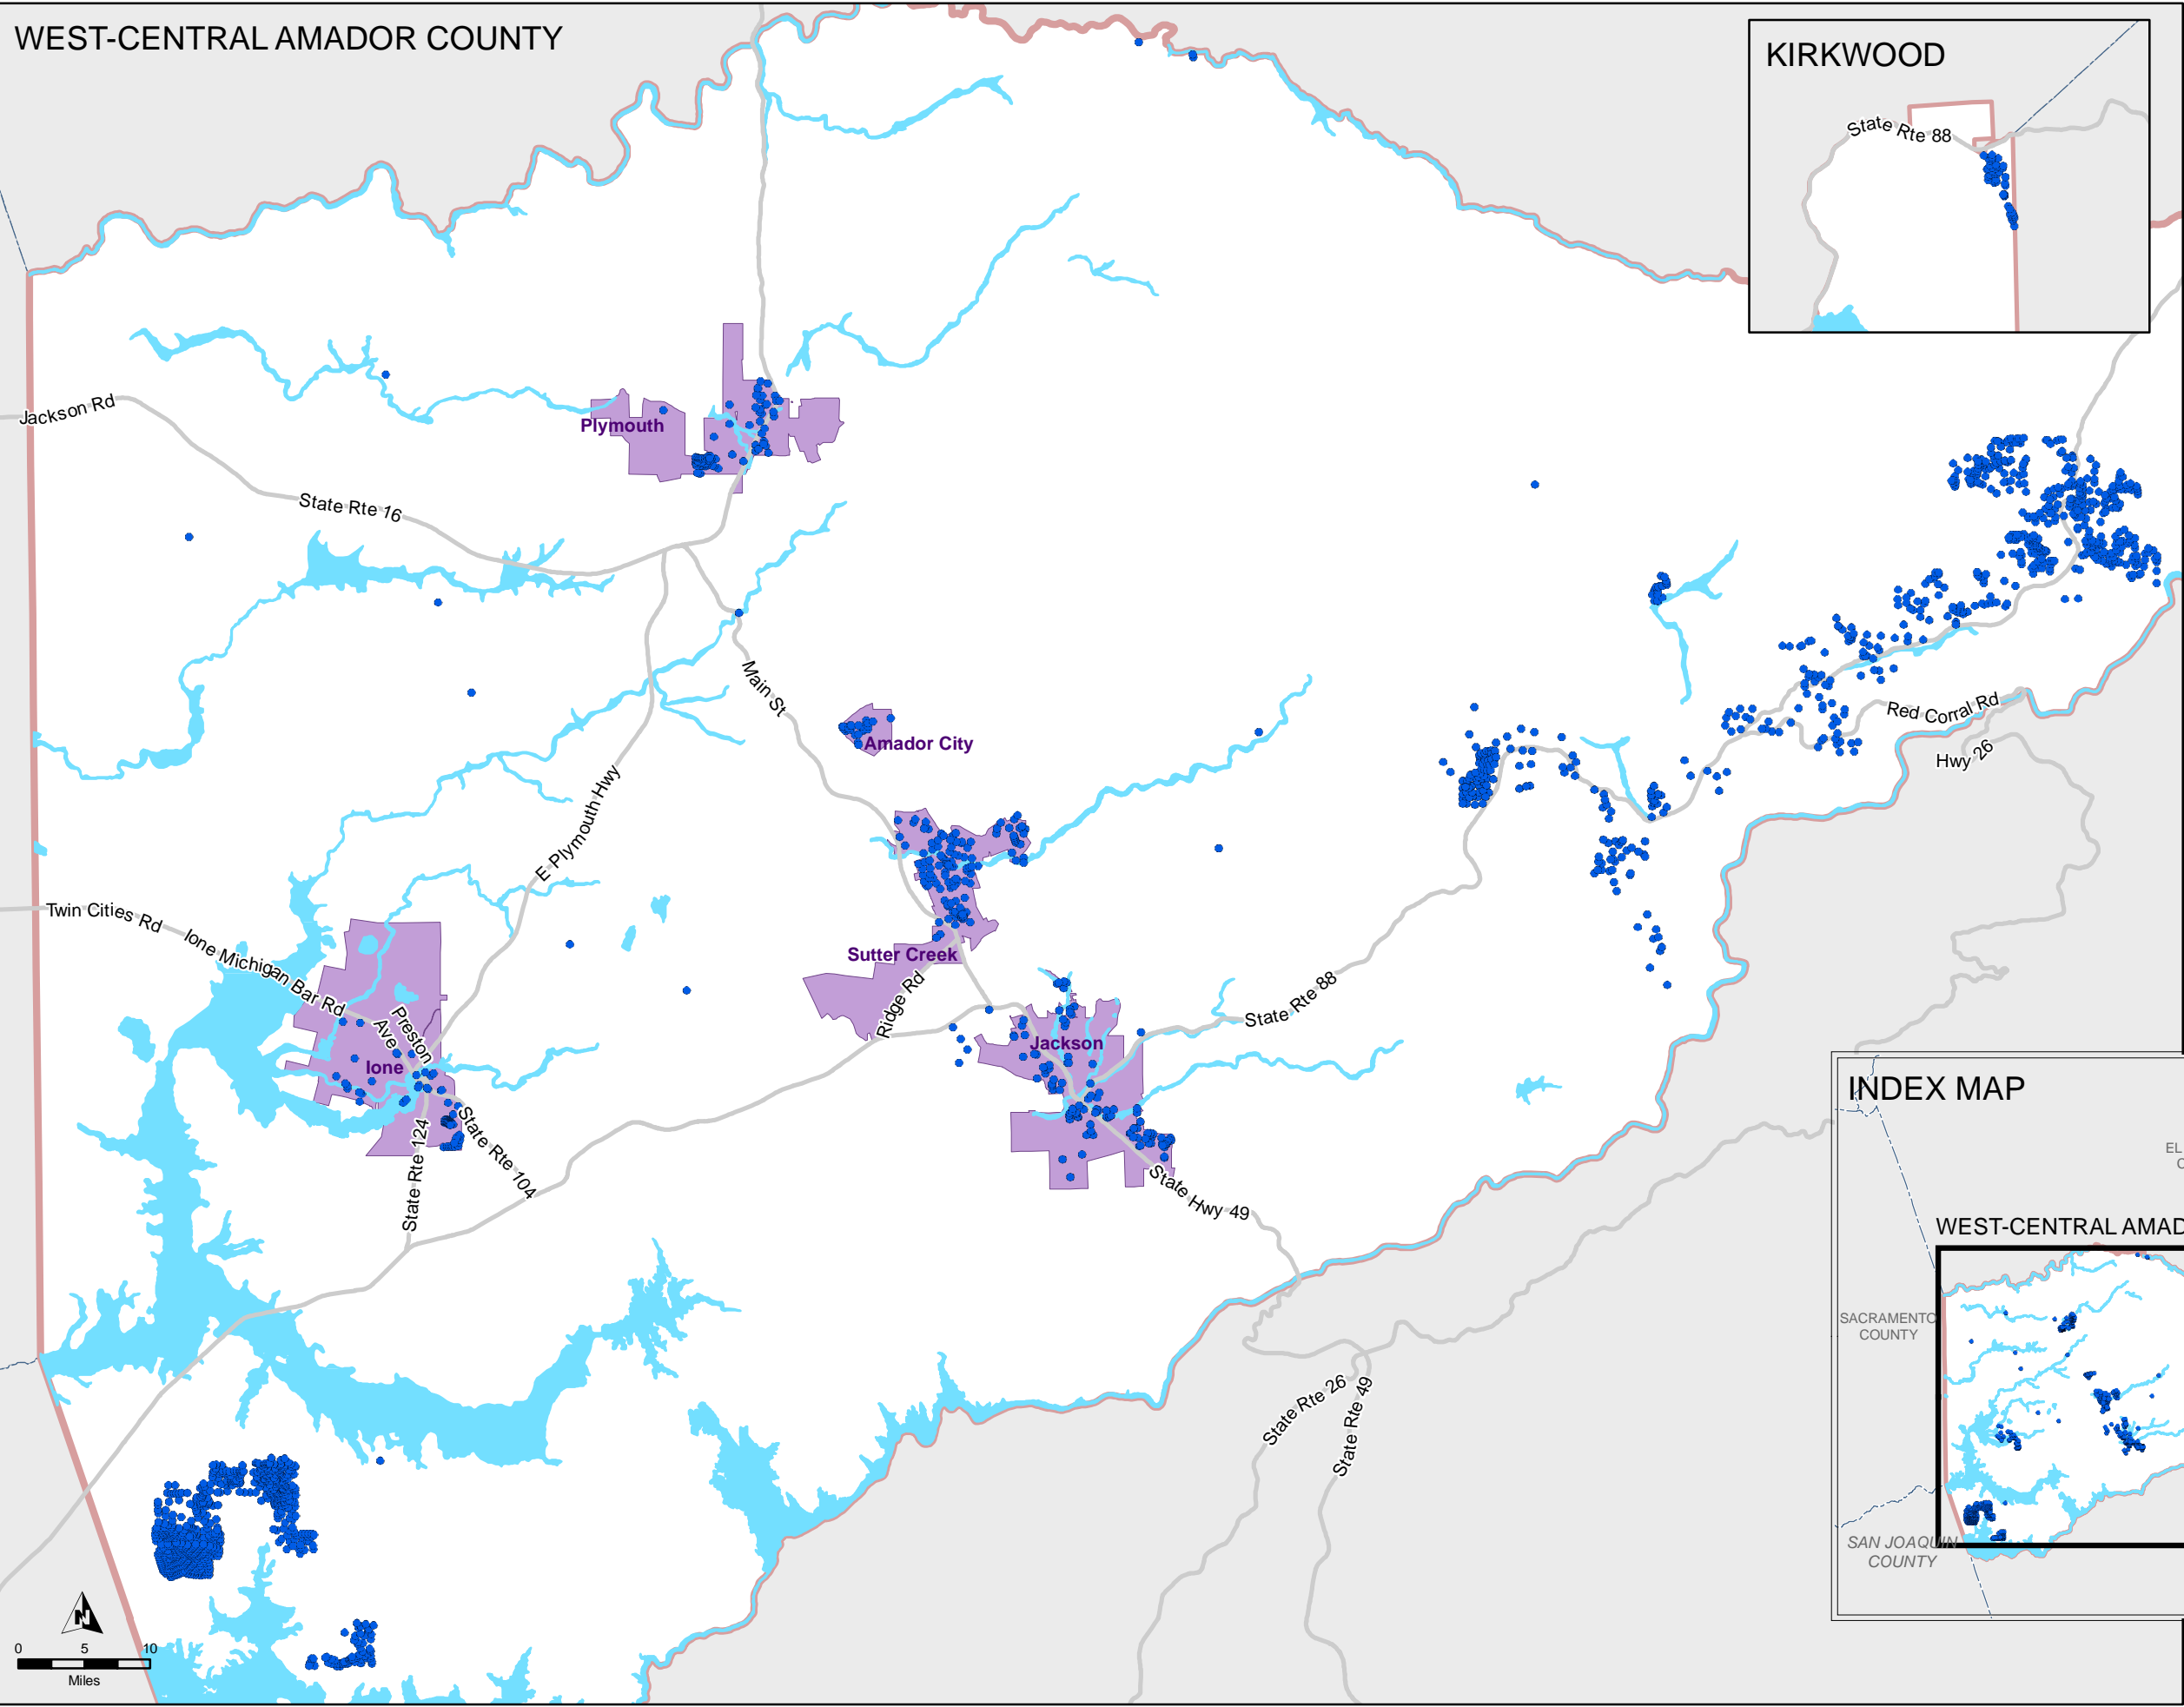 WEST-CENTRAL AMADOR COUNTY
KIRKWOOD
State Rte 88
Jackson Rd
Plymouth
State Rte 16
Main St
Amador City
Red Corral Rd
Hwy 26
E Plymouth Hwy
Twin Cities Rd
Ione Michigan Bar Rd
Sutter Creek
Ridge Rd
State Rte 88
Preston
Ave
Jackson
Ione
State Rte 124
State Rte 104
State Hwy 49
INDEX MAP
EL
WEST-CENTRAL AMAD
SACRAMENTO
COUNTY
State Rte 26
State Rte 49
SAN JOAQUIN
COUNTY
N
0 5 10
Miles